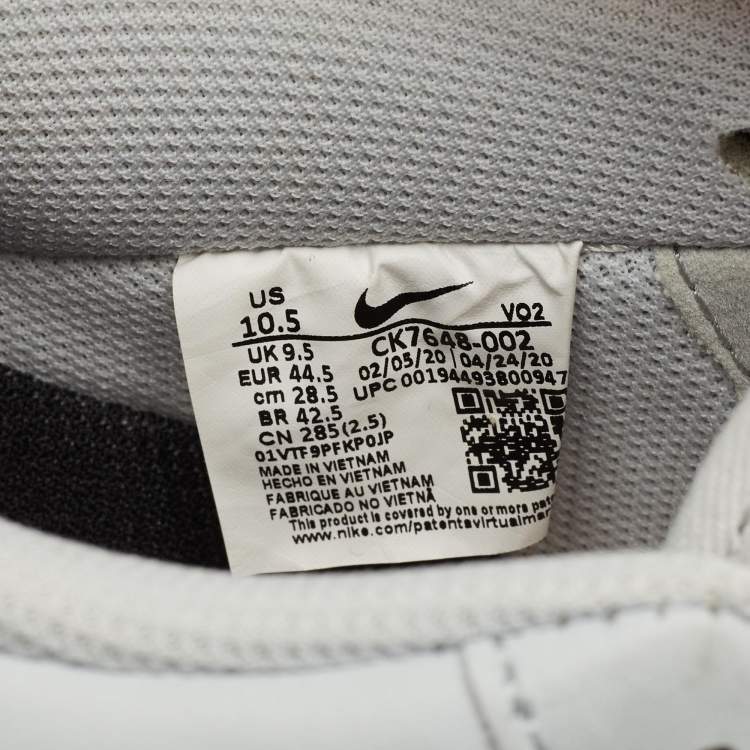 US
10.5
VO2
CK7648-002
UK 9.5
02/05/20 | 04/24/20
EUR 44.5
UPC 00194493800947
cm 28.5
BR 42.5
CN 285(2.5)
01VTF9PFKP0JP
MADE IN VIETNAM
HECHO EN VIETNAM
FABRIQUE AU VIETNAM
FABRICADO NO VIETNÃ
This product is covered by one or more
www.nike.com/patentsvirtual